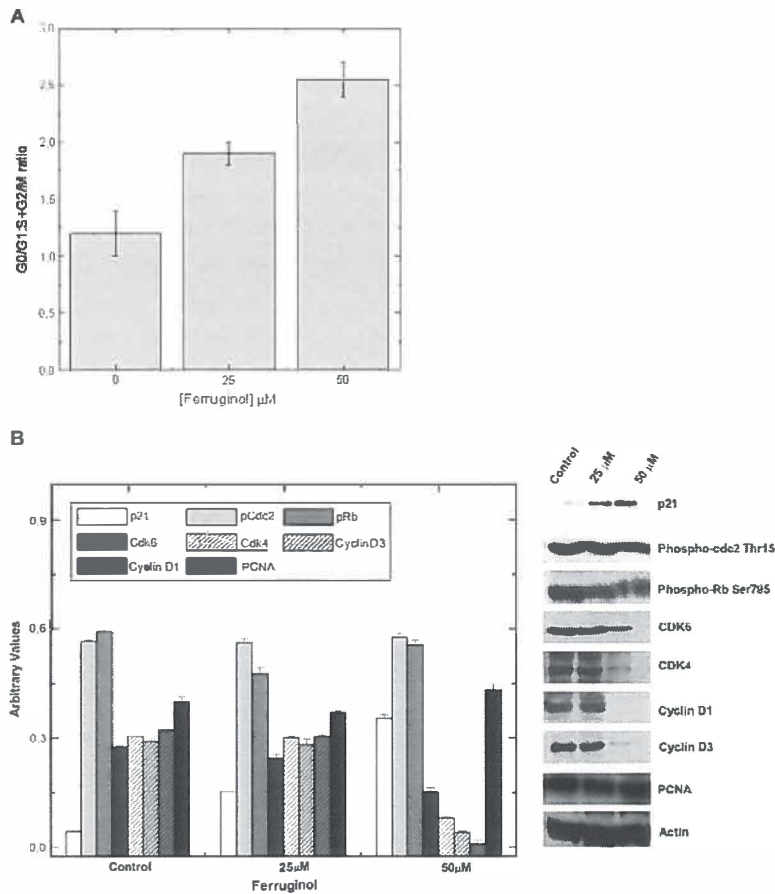 A
3.0
2.5
2.0
1.5
1.0
0.5
0.0
G0/G1:S+G2/M ratio
0 25 50
[Ferruginol] µM
B
p21 pCdc2 pRb
Cdk6 Cdk4 CyclinD3
Cyclin D1 PCNA
0.9
0.6
0.3
0.0
Arbitrary Values
Control 25µM 50µM
Ferruginol
Control 25 µM 50 µM
p21
Phospho-cdc2 Thr15
Phospho-Rb Ser795
CDK6
CDK4
Cyclin D1
Cyclin D3
PCNA
Actin